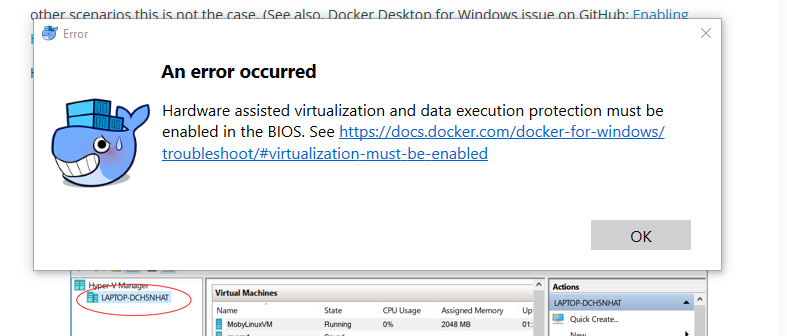 other scenarios this is not the case. (See also, Docker Desktop for Windows issue on GitHub: Enabling
Error
An error occurred
Hardware assisted virtualization and data execution protection must be
enabled in the BIOS. See https://docs.docker.com/docker-for-windows/
troubleshoot/#virtualization-must-be-enabled
OK
Hyper-V Manager
LAPTOP-DCH5NHAT
Virtual Machines
Name State CPU Usage Assigned Memory Up
MobyLinuxVM Running 0% 2048 MB 01:
Actions
LAPTOP-DCH5NHAT
Quick Create...
New